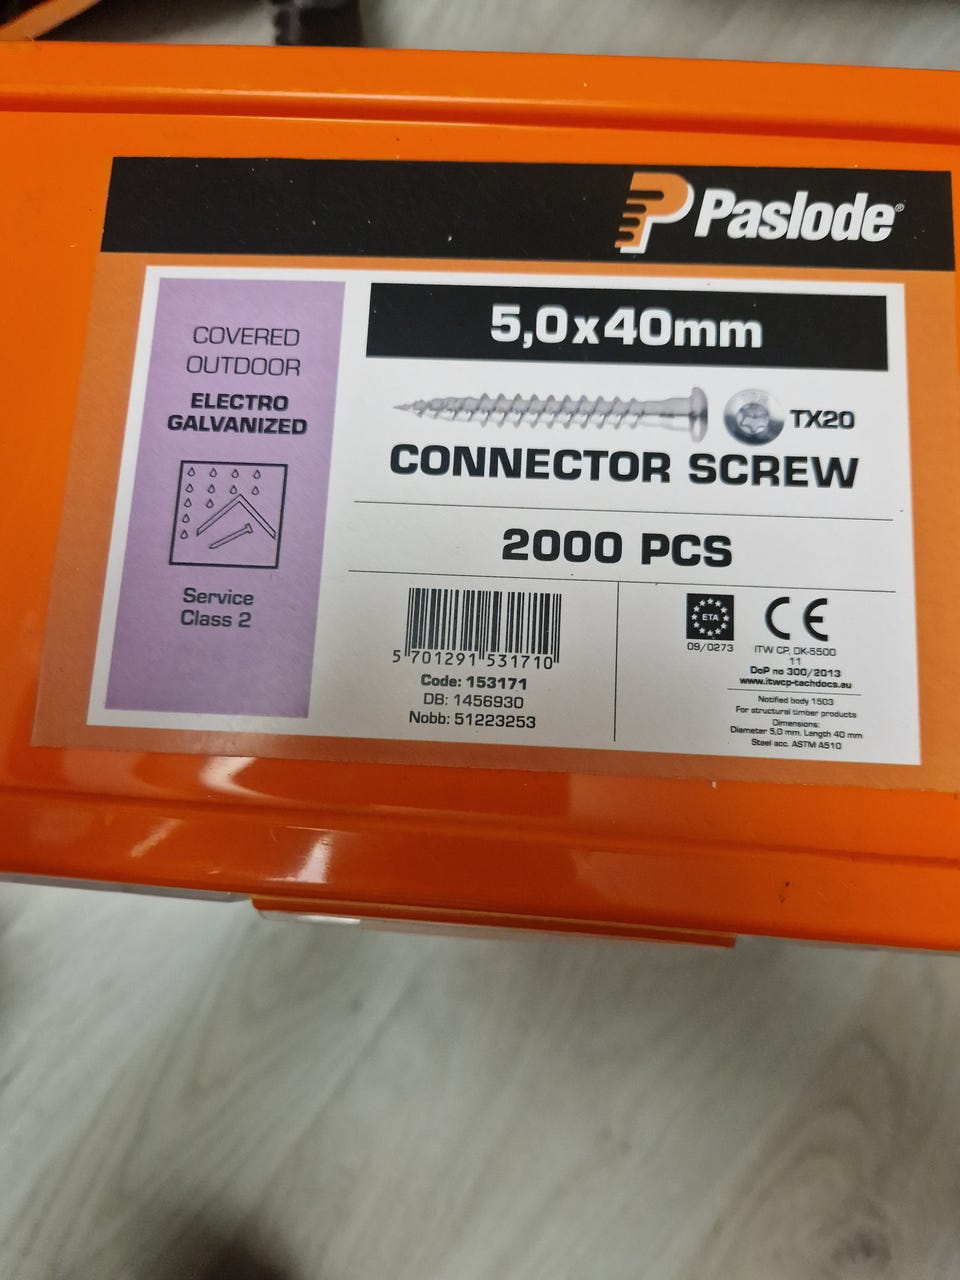 Paslode®
COVERED
OUTDOOR
ELECTRO
GALVANIZED
Service
Class 2
5,0x40mm
TX20
CONNECTOR SCREW
2000 PCS
5 701291 531710
Code: 153171
DB: 1456930
Nobb: 51223253
ETA
09/0273
CE
ITW CP, DK-5500
11
DoP no 300/2013
www.itwcp-techdocs.eu
Notified body 1503
For structural timber products
Dimensions:
Diameter 5,0 mm. Length 40 mm
Steel acc. ASTM A510